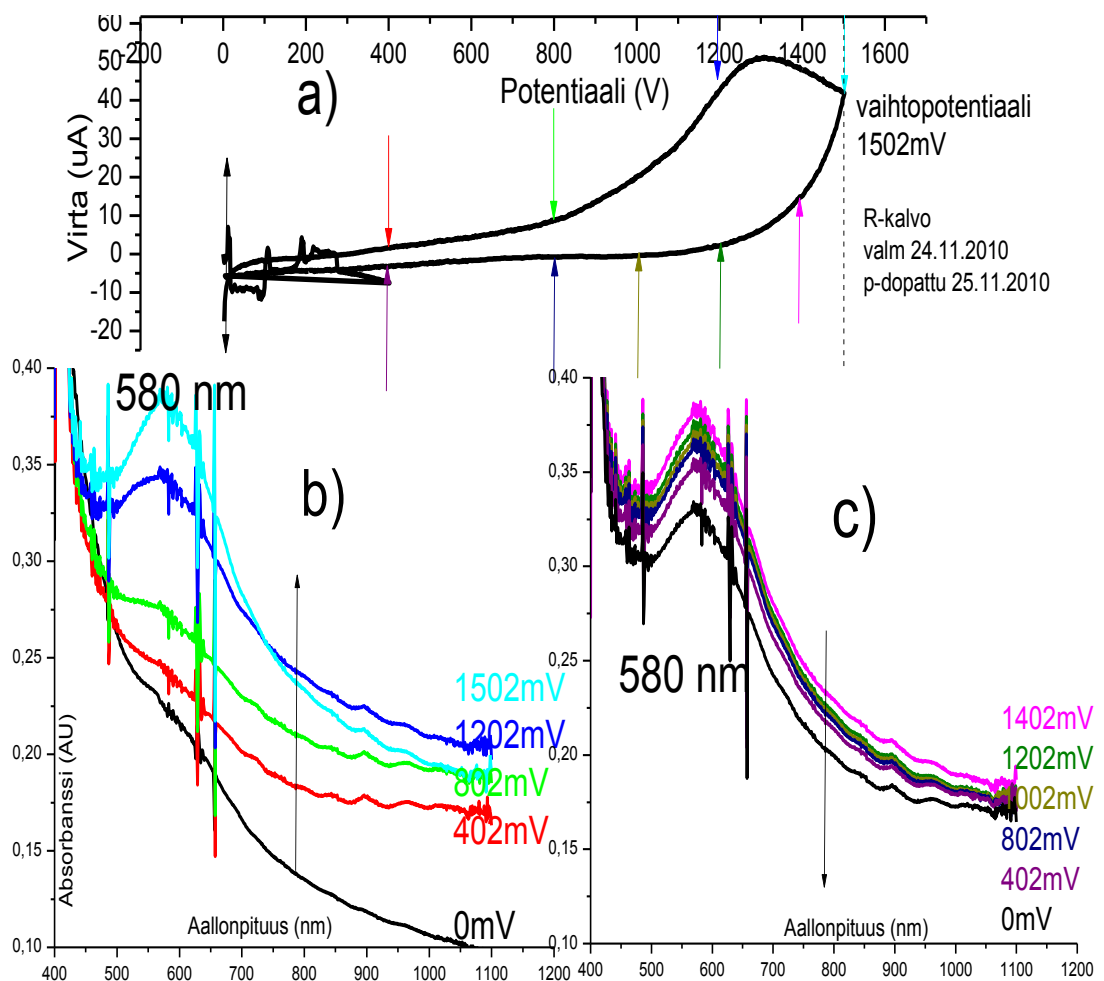 60
-200 0 200 400 600 800 1000 1200 1400 1600
50
a)
Potentiaali (V)
40
vaihtopotentiaali
1502mV
30
Virta (uA)
20
10
R-kalvo
valm 24.11.2010
p-dopattu 25.11.2010
0
-10
-20
0,40
580 nm
0,35
b)
0,30
0,25
1502mV
1202mV
0,20
802mV
402mV
0,15
Absorbanssi (AU)
Aallonpituus (nm)
0mV
0,10
400 500 600 700 800 900 1000 1100 1200
0,40
0,35
c)
0,30
580 nm
0,25
1402mV
0,20
1202mV
1002mV
802mV
0,15
402mV
Aallonpituus (nm)
0mV
0,10
400 500 600 700 800 900 1000 1100 1200